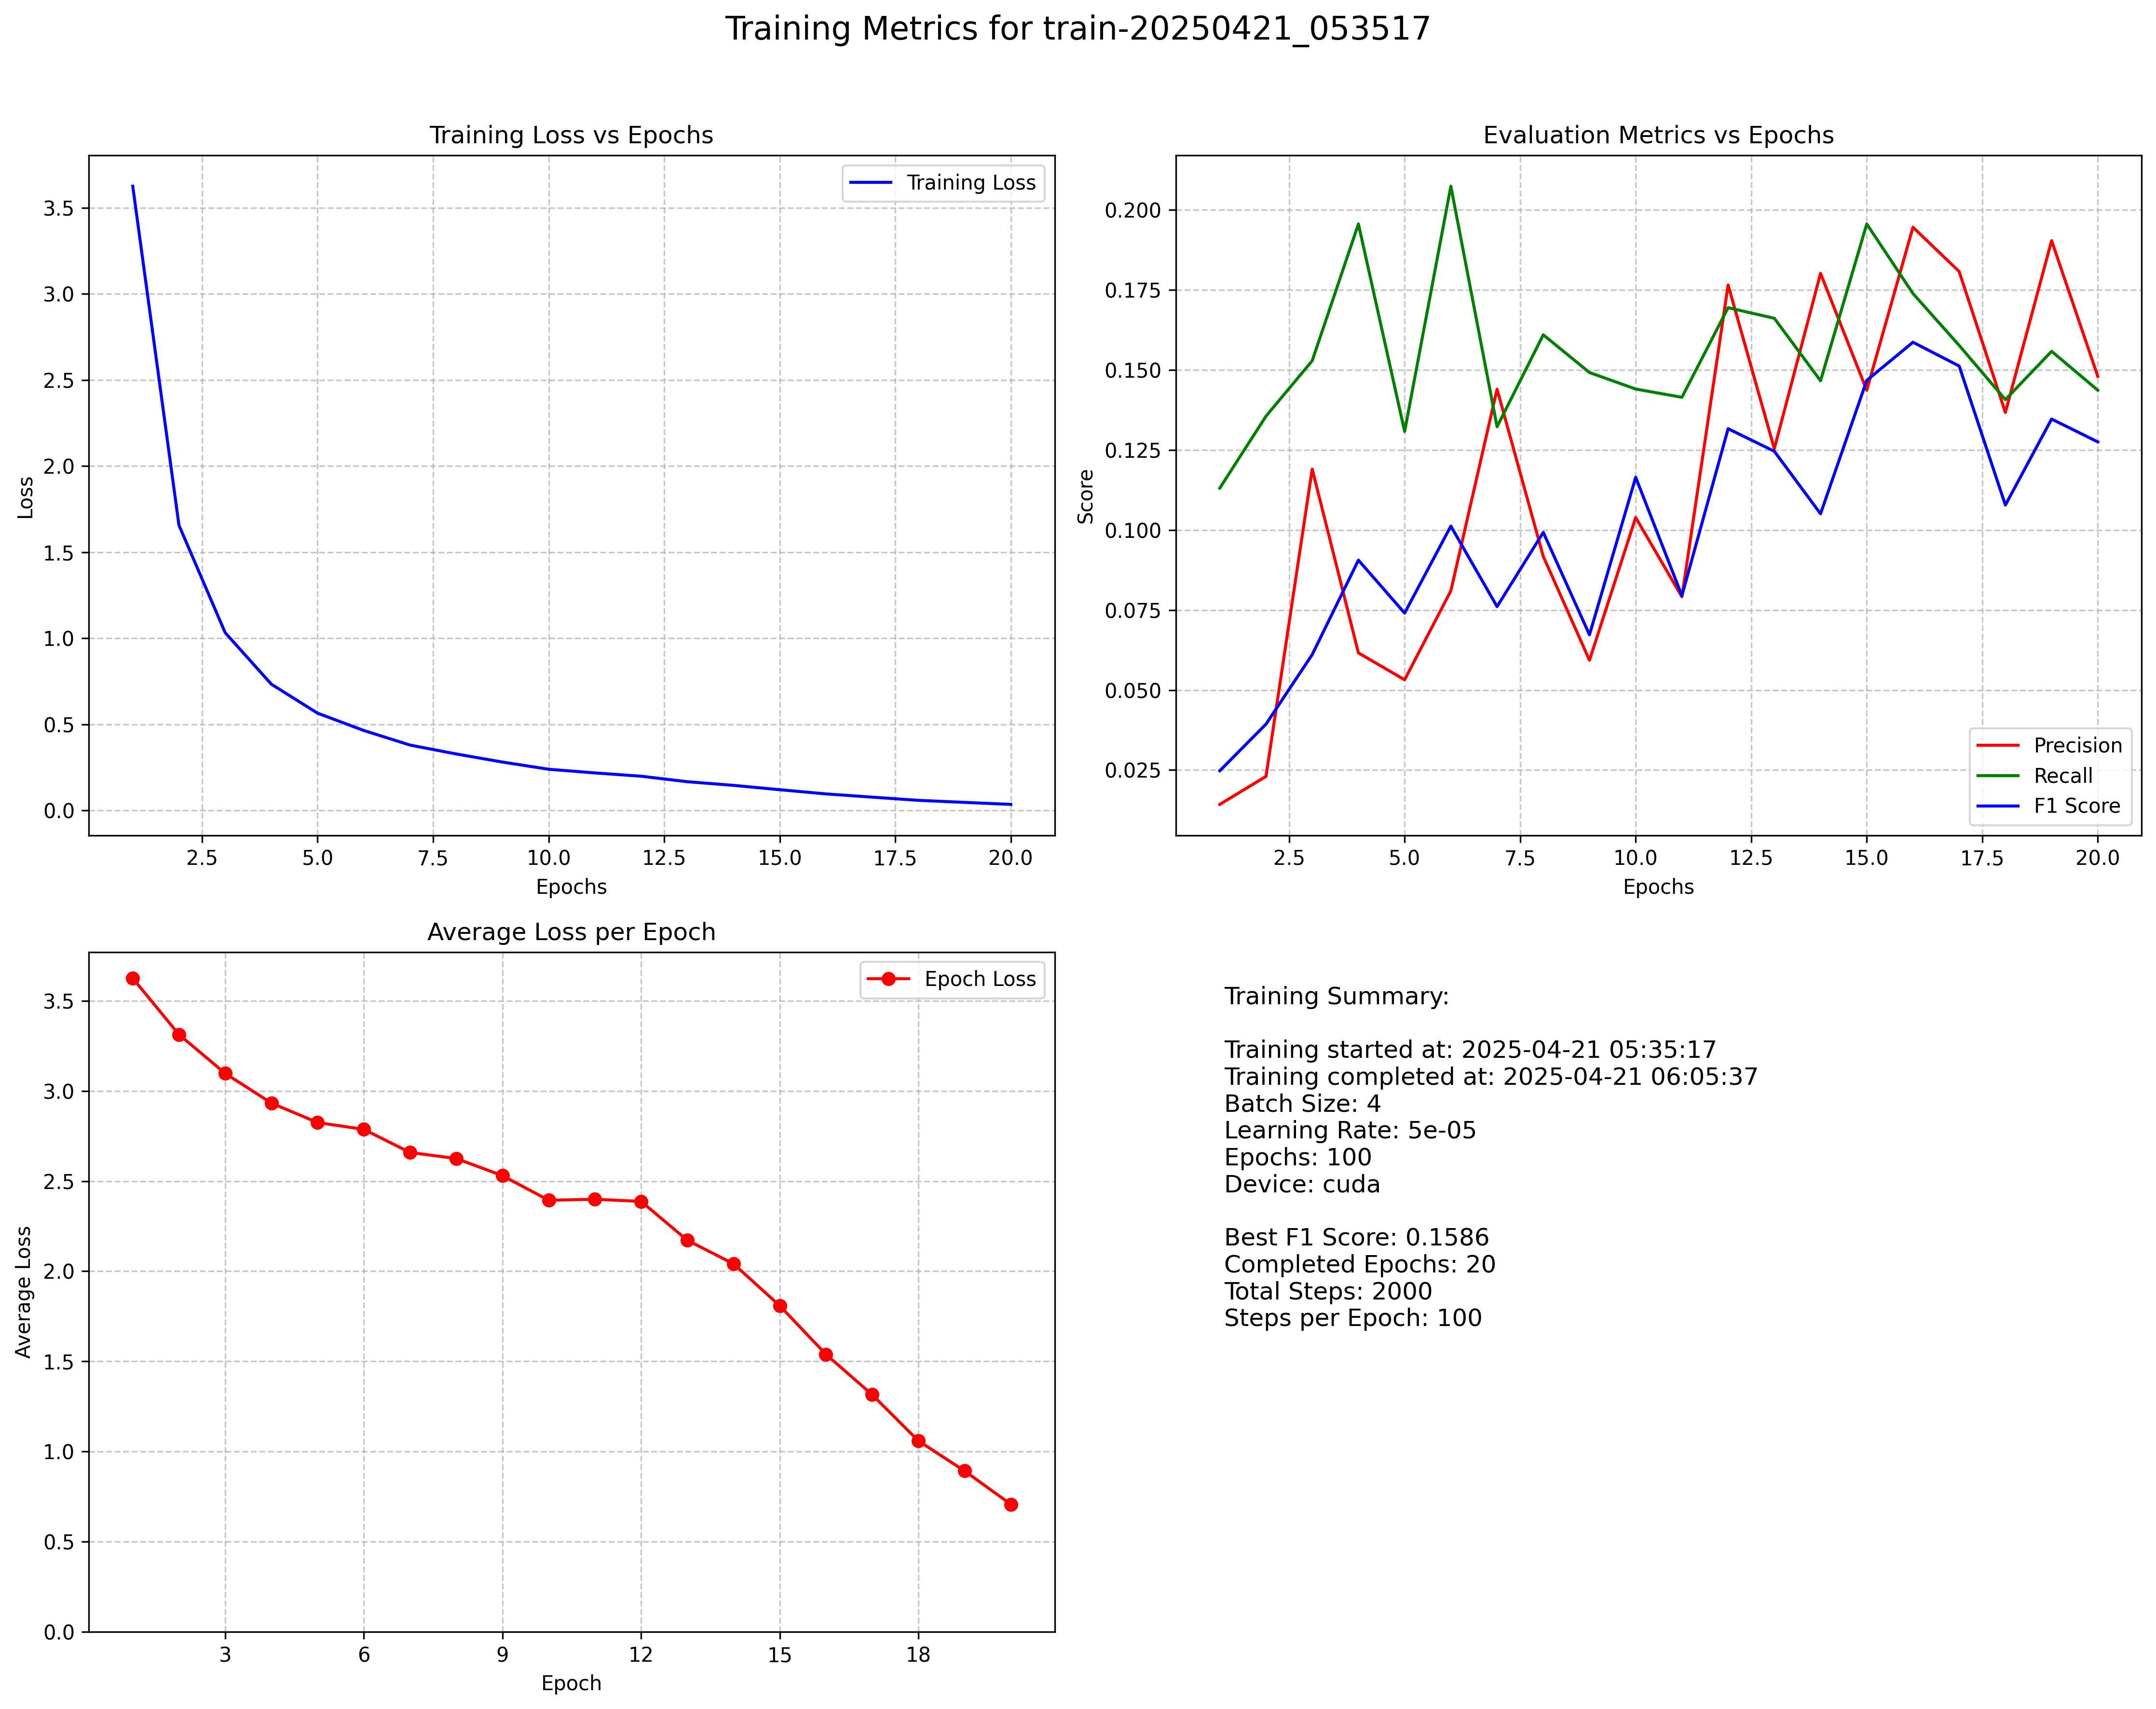 Training Metrics for train-20250421_053517
Training Loss vs Epochs
Training Loss
3.5
3.0
2.5
2.0
1.5
1.0
0.5
0.0
Loss
2.5 5.0 7.5 10.0 12.5 15.0 17.5 20.0
Epochs
Evaluation Metrics vs Epochs
0.200
0.175
0.150
0.125
0.100
0.075
0.050
0.025
Score
Precision
Recall
F1 Score
2.5 5.0 7.5 10.0 12.5 15.0 17.5 20.0
Epochs
Average Loss per Epoch
Epoch Loss
3.5
3.0
2.5
2.0
1.5
1.0
0.5
0.0
Average Loss
3 6 9 12 15 18
Epoch
Training Summary:
Training started at: 2025-04-21 05:35:17
Training completed at: 2025-04-21 06:05:37
Batch Size: 4
Learning Rate: 5e-05
Epochs: 100
Device: cuda
Best F1 Score: 0.1586
Completed Epochs: 20
Total Steps: 2000
Steps per Epoch: 100